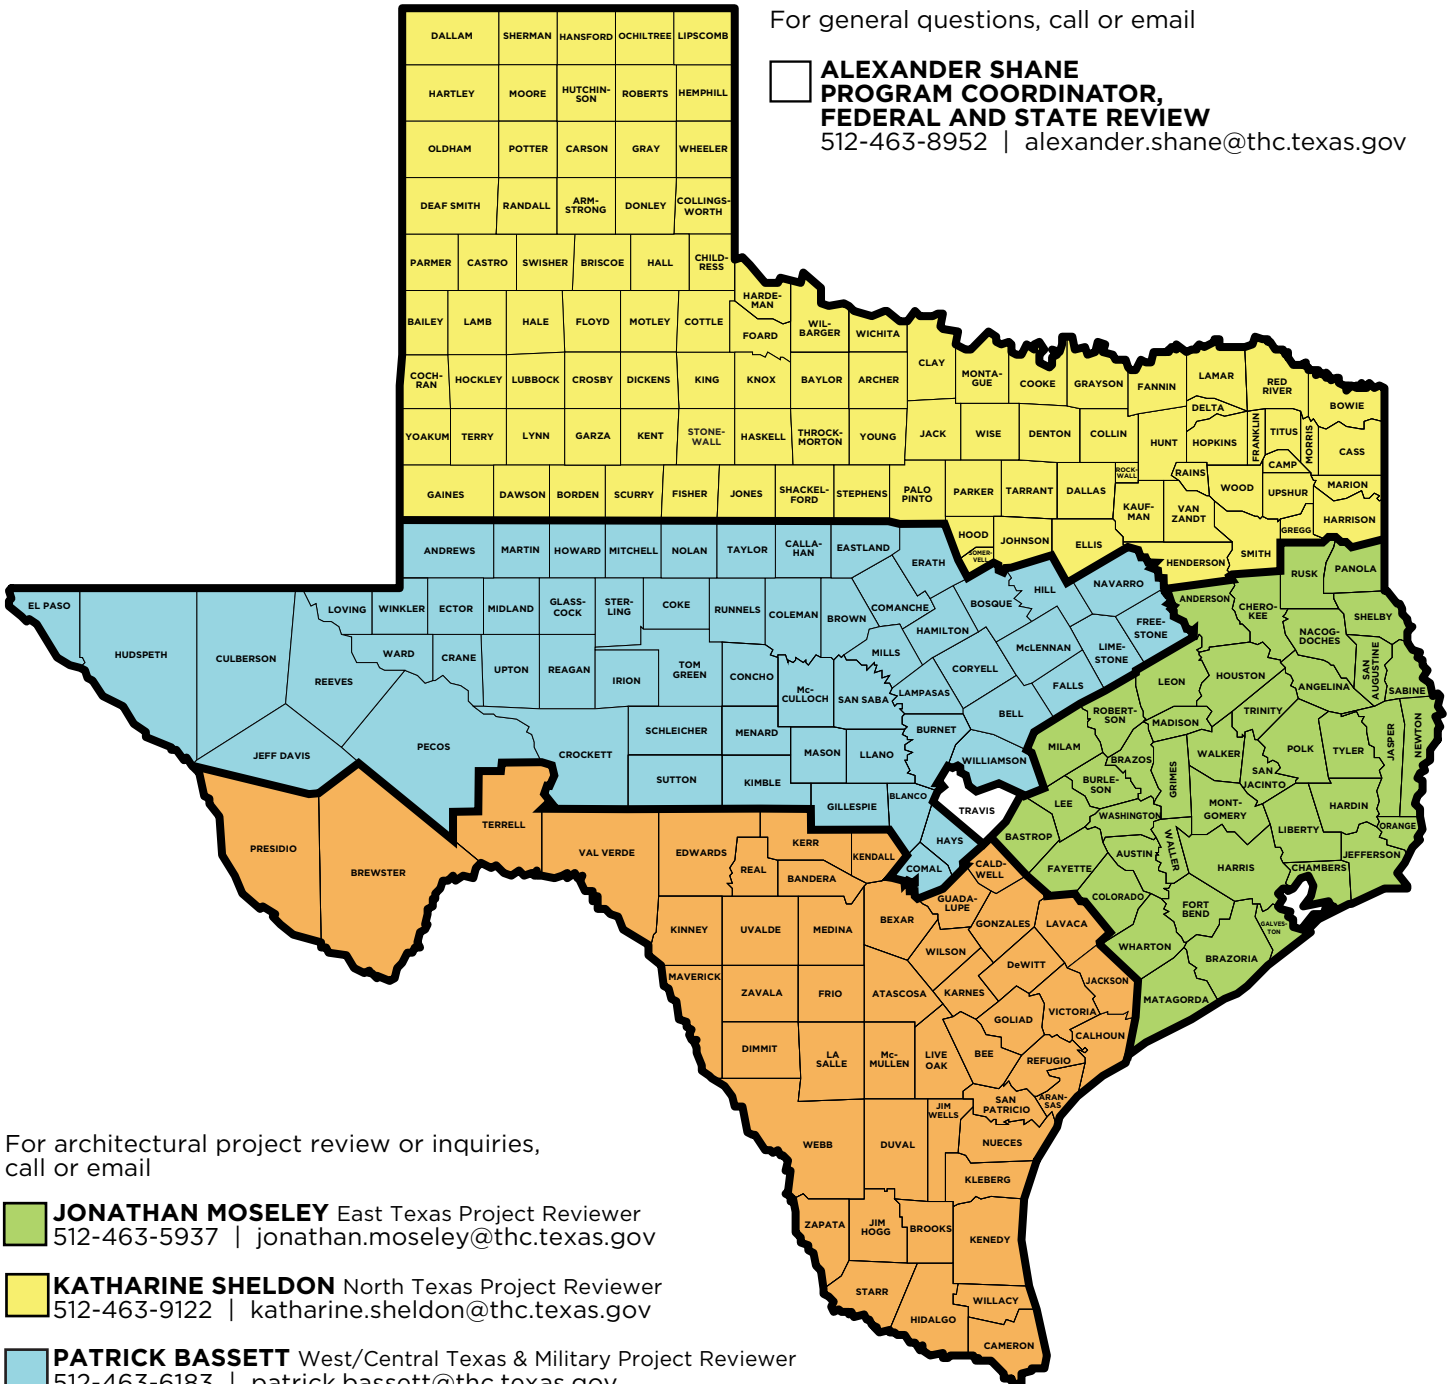 For general questions, call or email
ALEXANDER SHANE
PROGRAM COORDINATOR,
FEDERAL AND STATE REVIEW
512-463-8952 | alexander.shane@thc.texas.gov
DALLAM SHERMAN HANSFORD OCHILTREE LIPSCOMB
HARTLEY MOORE HUTCHIN-
SON ROBERTS HEMPHILL
OLDHAM POTTER CARSON GRAY WHEELER
DEAF SMITH RANDALL ARM-
STRONG DONLEY COLLINGS-
WORTH
PARMER CASTRO SWISHER BRISCOE HALL CHILD-
RESS
HARDE-
MAN
BAILEY LAMB HALE FLOYD MOTLEY COTTLE FOARD WIL-
BARGER WICHITA
CLAY MONTA-
GUE COOKE GRAYSON FANNIN LAMAR RED
RIVER BOWIE
COCH-
RAN HOCKLEY LUBBOCK CROSBY DICKENS KING KNOX BAYLOR ARCHER
DELTA
YOAKUM TERRY LYNN GARZA KENT STONE-
WALL HASKELL THROCK-
MORTON YOUNG JACK WISE DENTON COLLIN HUNT HOPKINS FRANKLIN TITUS MORRIS CASS
ROCK-
WALL RAINS CAMP
GAINES DAWSON BORDEN SCURRY FISHER JONES SHACKEL-
FORD STEPHENS PALO
PINTO PARKER TARRANT DALLAS KAUF-
MAN VAN
ZANDT WOOD UPSHUR MARION
HOOD JOHNSON ELLIS GREGG HARRISON
SOMER-
VELL HENDERSON SMITH
ANDREWS MARTIN HOWARD MITCHELL NOLAN TAYLOR CALLA-
HAN EASTLAND ERATH
HILL NAVARRO ANDERSON CHERO-
KEE RUSK PANOLA
EL PASO LOVING WINKLER ECTOR MIDLAND GLASS-
COCK STER-
LING COKE RUNNELS COLEMAN BROWN COMANCHE BOSQUE
HAMILTON FREE-
STONE NACOG-
DOCHES SHELBY
HUDSPETH CULBERSON REEVES WARD CRANE UPTON REAGAN IRION TOM
GREEN CONCHO Mc-
CULLOCH SAN SABA MILLS LAMPASAS CORYELL McLENNAN LIME-
STONE
FALLS LEON HOUSTON ANGELINA SAN
AUGUSTINE SABINE
BELL ROBERT-
SON MADISON TRINITY
JEFF DAVIS PECOS CROCKETT SCHLEICHER MENARD MASON LLANO BURNET
WILLIAMSON MILAM BRAZOS GRIMES WALKER SAN
JACINTO POLK TYLER JASPER NEWTON
SUTTON KIMBLE GILLESPIE BLANCO TRAVIS
BURLE-
SON LEE WASHINGTON MONT-
GOMERY LIBERTY HARDIN ORANGE
PRESIDIO BREWSTER TERRELL VAL VERDE EDWARDS KERR
REAL BANDERA KENDALL COMAL HAYS
CALD-
WELL BASTROP FAYETTE AUSTIN WALLER HARRIS CHAMBERS JEFFERSON
KINNEY UVALDE MEDINA BEXAR GUADA-
LUPE GONZALES LAVACA COLORADO FORT
BEND GALVES-
TON
WILSON DeWITT WHARTON BRAZORIA
MAVERICK ZAVALA FRIO ATASCOSA KARNES JACKSON MATAGORDA
GOLIAD VICTORIA CALHOUN
DIMMIT LA
SALLE Mc-
MULLEN LIVE
OAK BEE REFUGIO
JIM
WELLS SAN
PATRICIO ARAN-
SAS
WEBB DUVAL NUECES
KLEBERG
ZAPATA JIM
HOGG BROOKS KENEDY
STARR HIDALGO WILLACY
CAMERON
For architectural project review or inquiries,
call or email
JONATHAN MOSELEY East Texas Project Reviewer
512-463-5937 | jonathan.moseley@thc.texas.gov
KATHARINE SHELDON North Texas Project Reviewer
512-463-9122 | katharine.sheldon@thc.texas.gov
PATRICK BASSETT West/Central Texas & Military Project Reviewer
512-463-6183 | patrick.bassett@thc.texas.gov